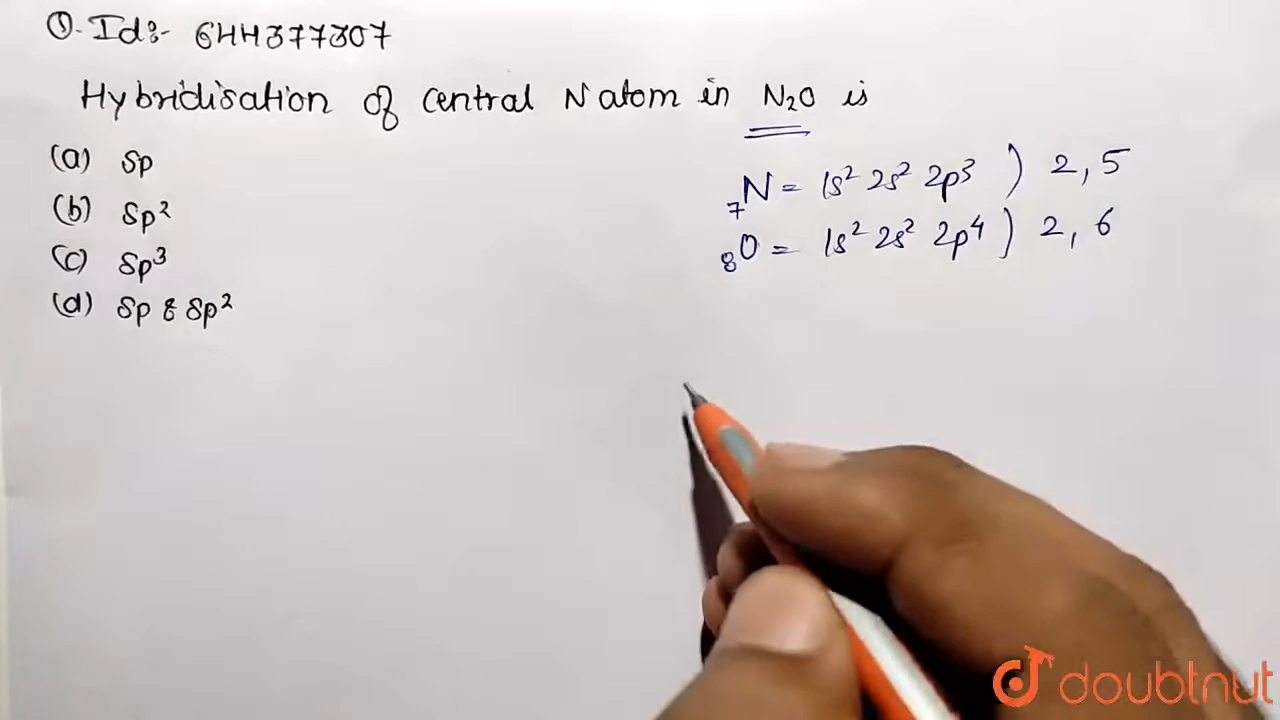 Q. Id:- 644377307
Hybridisation of central N atom in N₂O is
(a) sp
(b) sp²
(c) sp³
(d) sp & sp²
₇N = 1s² 2s² 2p³ ) 2, 5
₈O = 1s² 2s² 2p⁴ ) 2, 6
doubtnut